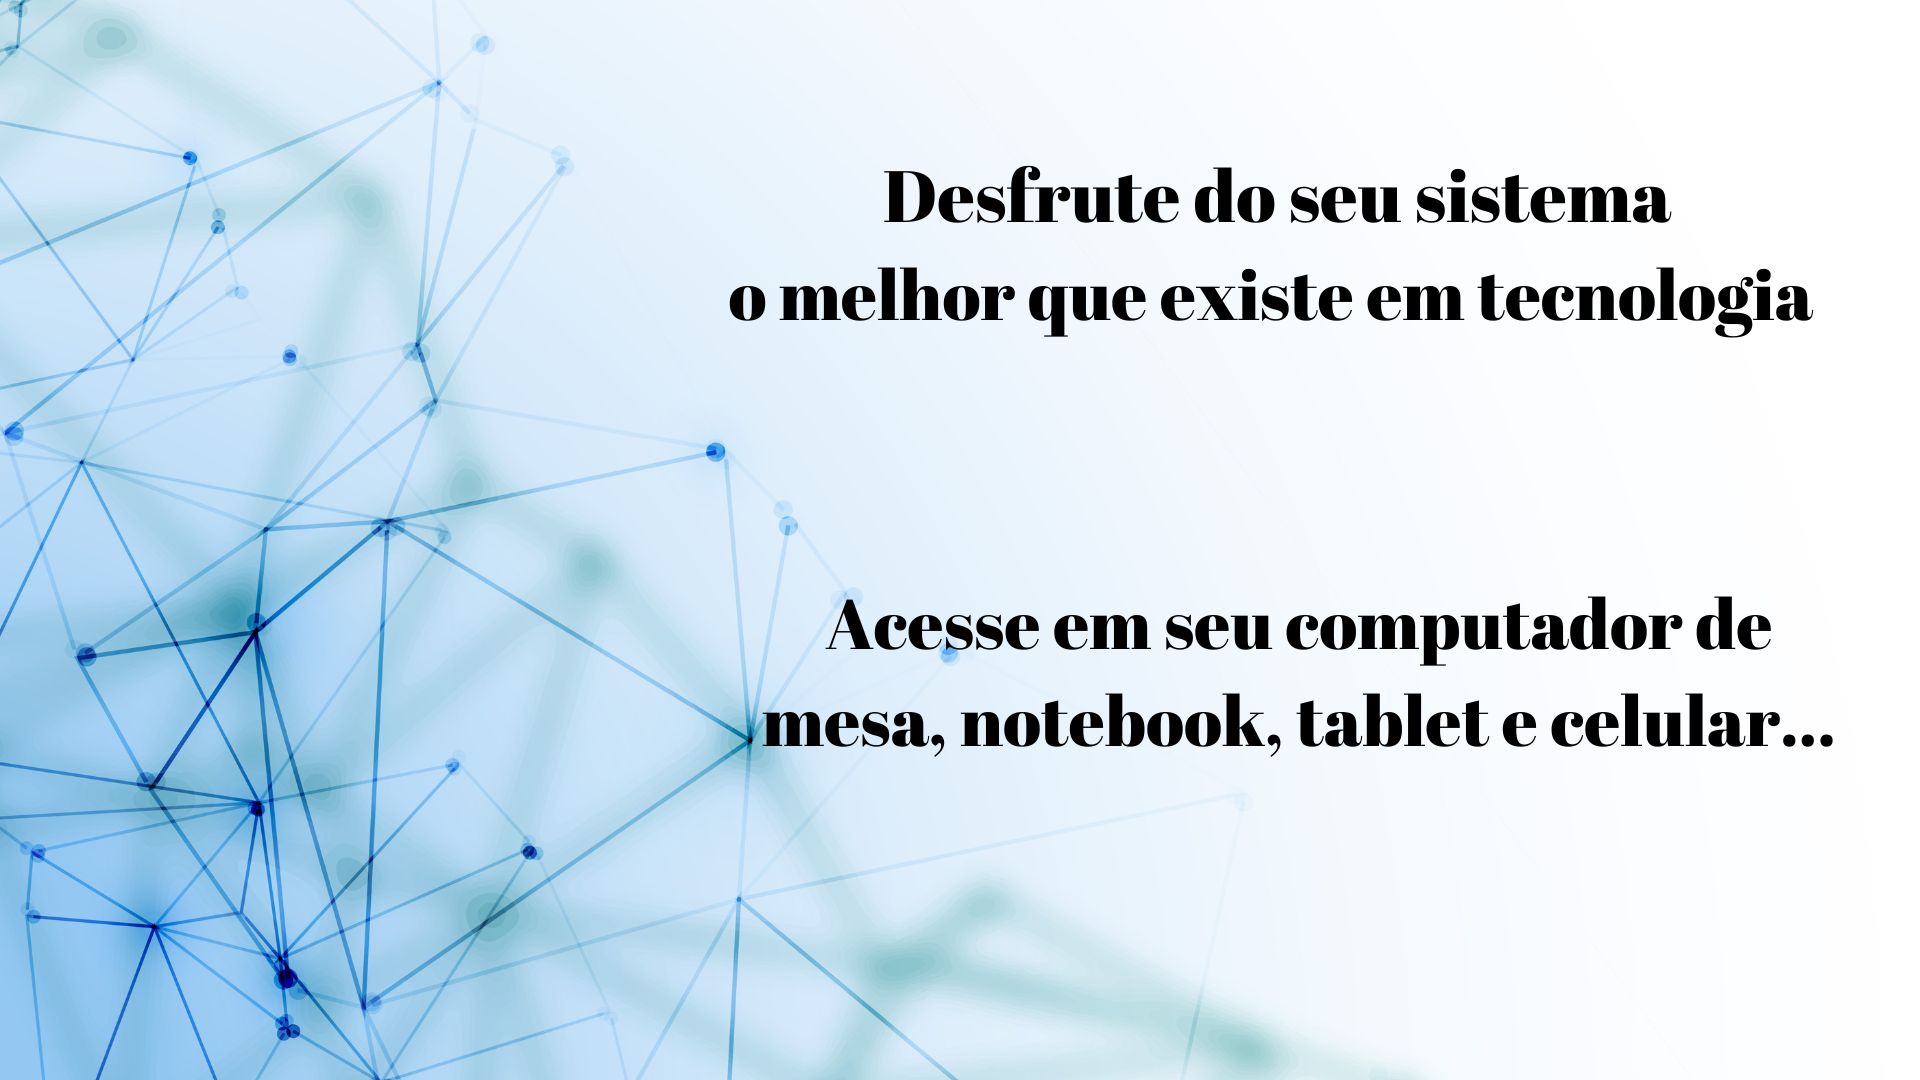 Desfrute do seu sistema
o melhor que existe em tecnologia
Acesse em seu computador de
mesa, notebook, tablet e celular...